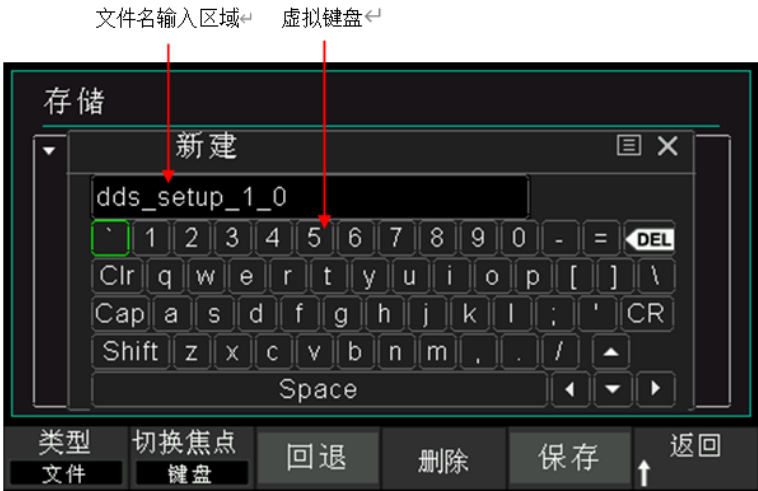 文件名输入区域↵ 虚拟键盘↵
存储
新建
dds_setup_1_0
` 1 2 3 4 5 6 7 8 9 0 - = DEL
Clr q w e r t y u i o p [ ] \
Cap a s d f g h j k l ; ' CR
Shift z x c v b n m , . /
Space
类型 切换焦点 回退 删除 保存 返回
文件 键盘